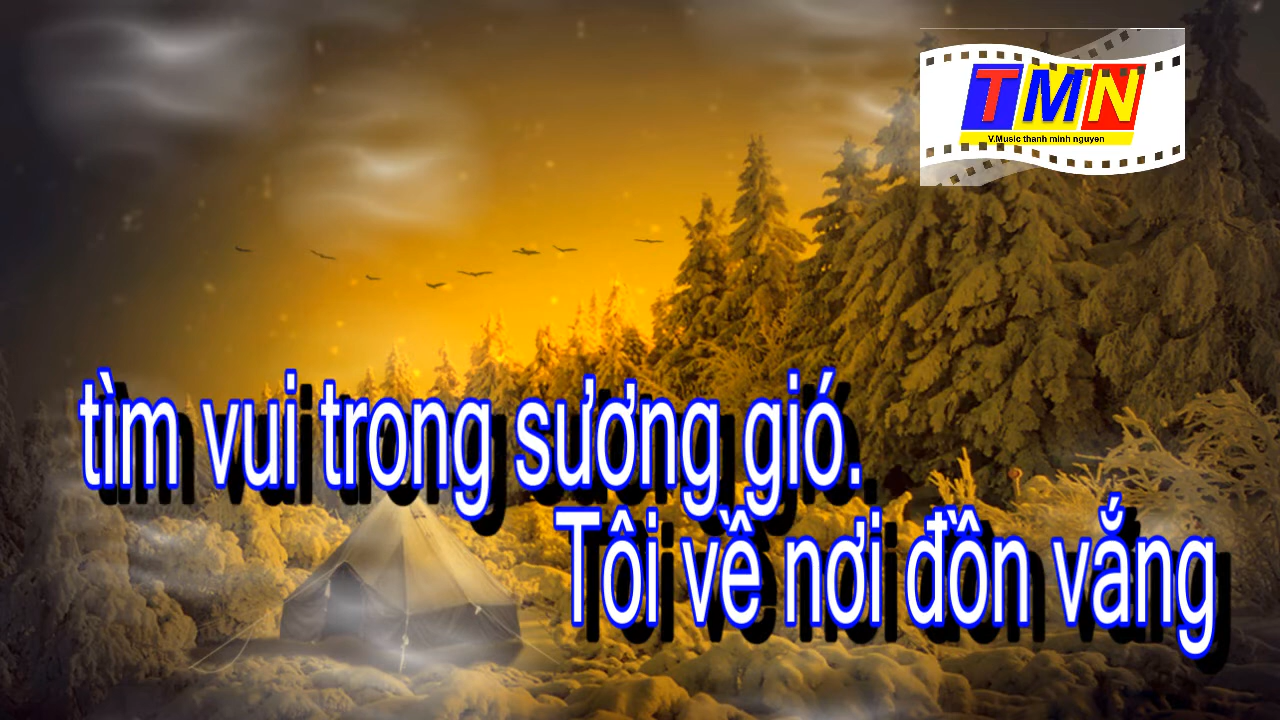 TMN
V.Music thanh minh nguyen
tìm vui trong sương gió.
Tôi về nơi đồn vắng